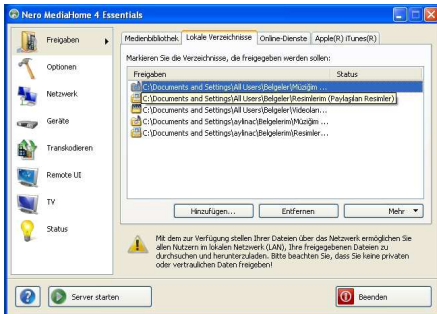 Nero MediaHome 4 Essentials
Freigaben
Optionen
Netzwerk
Geräte
Transkodieren
Remote UI
TV
Status
Medienbibliothek
Lokale Verzeichnisse
Online-Dienste
Apple(R) iTunes(R)
Markieren Sie die Verzeichnisse, die freigegeben werden sollen:
Freigaben
Status
C:\Documents and Settings\All Users\Belgeler\Müziğim ...
C:\Documents and Settings\All Users\Belgeler\Resimlerim (Paylaşılan Resimler)
C:\Documents and Settings\All Users\Belgeler\Videoları...
C:\Documents and Settings\aylinac\Belgelerim\Müziğim ...
C:\Documents and Settings\aylinac\Belgelerim\Resimler...
Hinzufügen...
Entfernen
Mehr
Mit dem zur Verfügung stellen Ihrer Dateien über das Netzwerk ermöglichen Sie
allen Nutzern im lokalen Netzwerk (LAN), Ihre freigegebenen Dateien zu
durchsuchen und herunterzuladen. Bitte beachten Sie, dass Sie keine privaten
oder vertraulichen Daten freigeben!
Server starten
Beenden